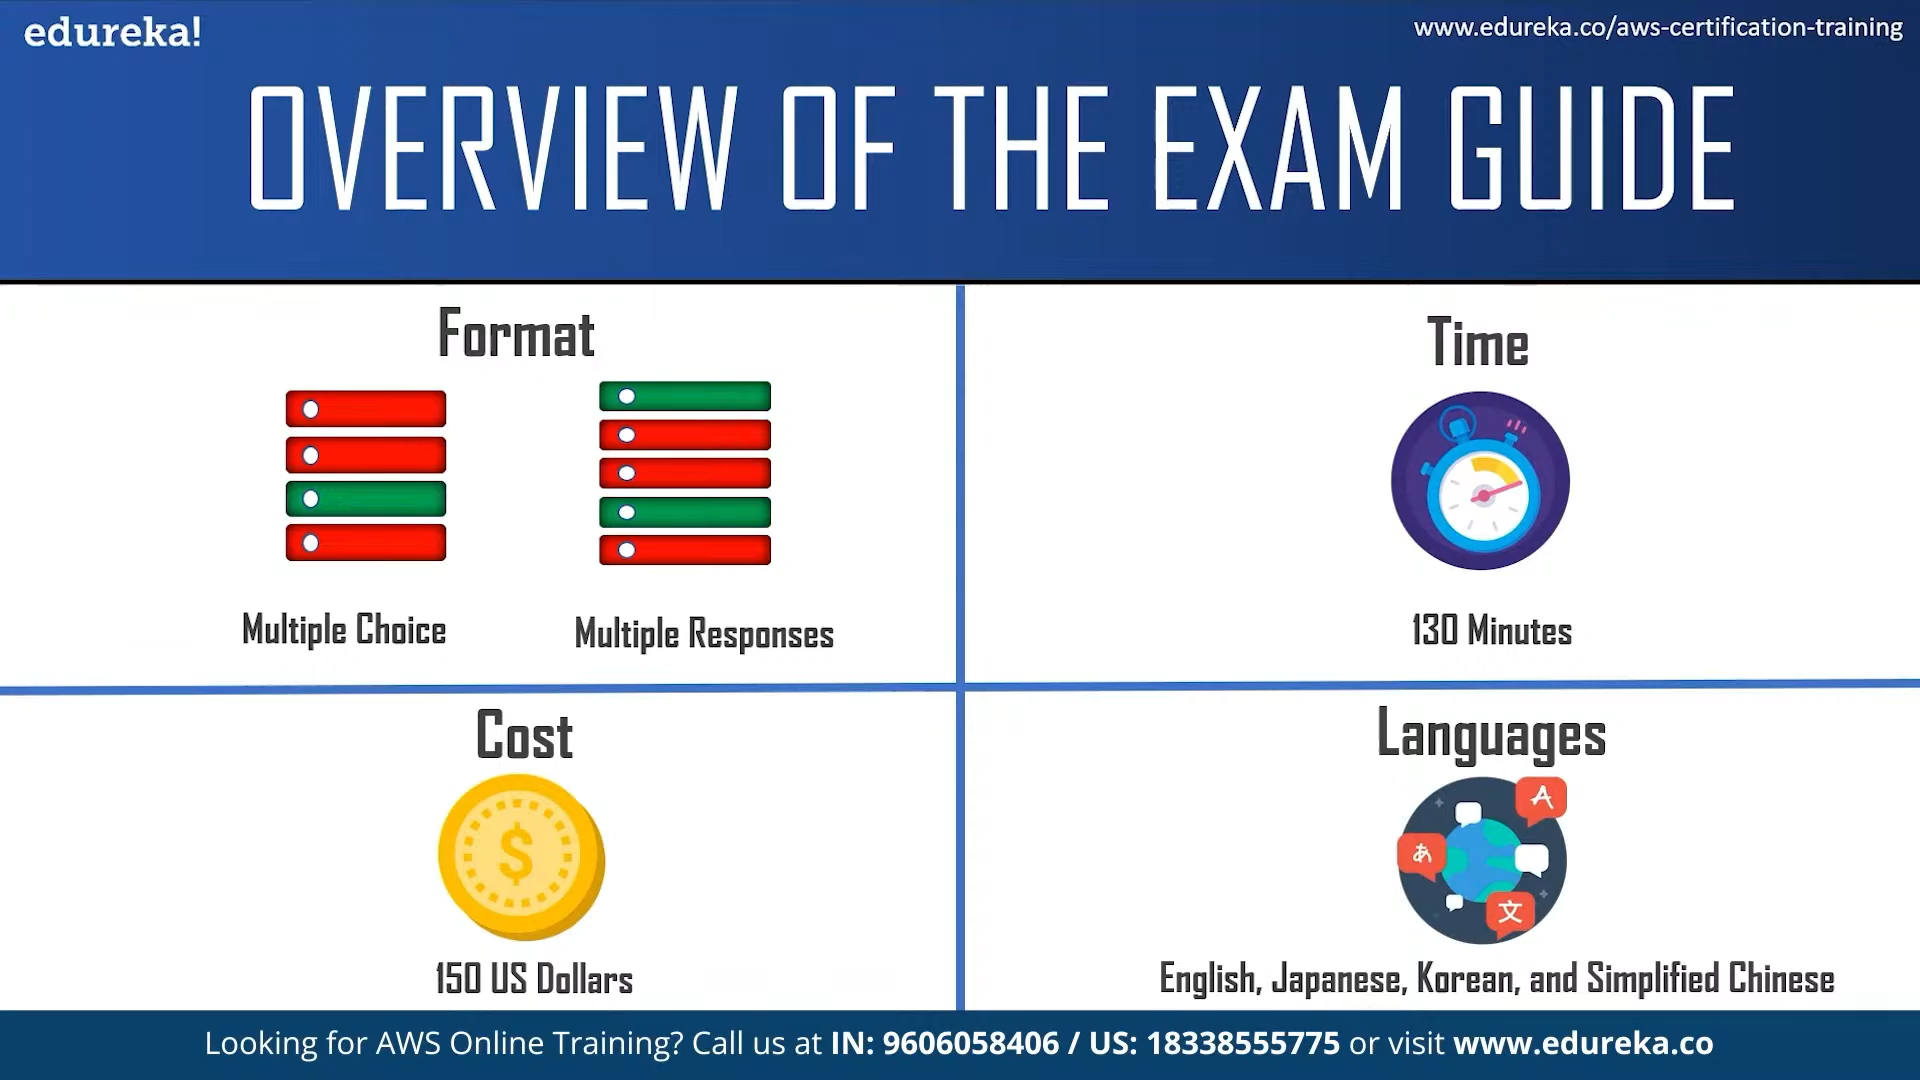 edureka!
www.edureka.co/aws-certification-training
OVERVIEW OF THE EXAM GUIDE
Format
Multiple Choice
Multiple Responses
Time
130 Minutes
Cost
$
150 US Dollars
Languages
A
あ
文
English, Japanese, Korean, and Simplified Chinese
Looking for AWS Online Training? Call us at IN: 9606058406 / US: 18338555775 or visit www.edureka.co